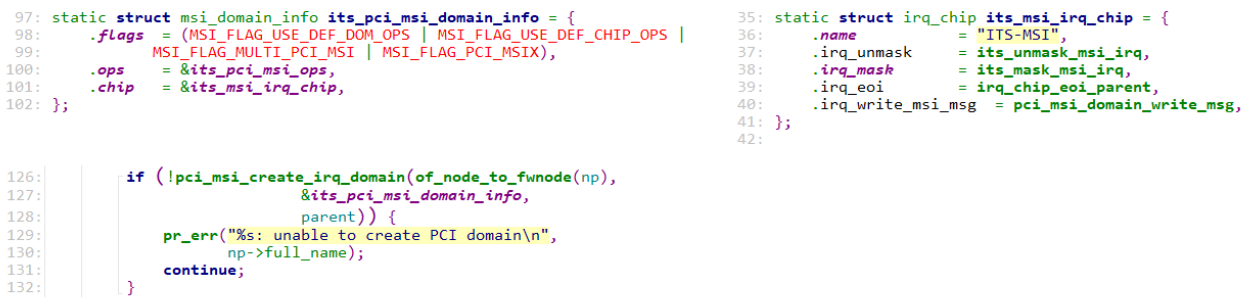 97: static struct msi_domain_info its_pci_msi_domain_info = {
98: .flags = (MSI_FLAG_USE_DEF_DOM_OPS | MSI_FLAG_USE_DEF_CHIP_OPS |
99: MSI_FLAG_MULTI_PCI_MSI | MSI_FLAG_PCI_MSIX),
100: .ops = &its_pci_msi_ops,
101: .chip = &its_msi_irq_chip,
102: };
35: static struct irq_chip its_msi_irq_chip = {
36: .name = "ITS-MSI",
37: .irq_unmask = its_unmask_msi_irq,
38: .irq_mask = its_mask_msi_irq,
39: .irq_eoi = irq_chip_eoi_parent,
40: .irq_write_msi_msg = pci_msi_domain_write_msg,
41: };
42:
126: if (!pci_msi_create_irq_domain(of_node_to_fwnode(np),
127: &its_pci_msi_domain_info,
128: parent)) {
129: pr_err("%s: unable to create PCI domain\n",
130: np->full_name);
131: continue;
132: }